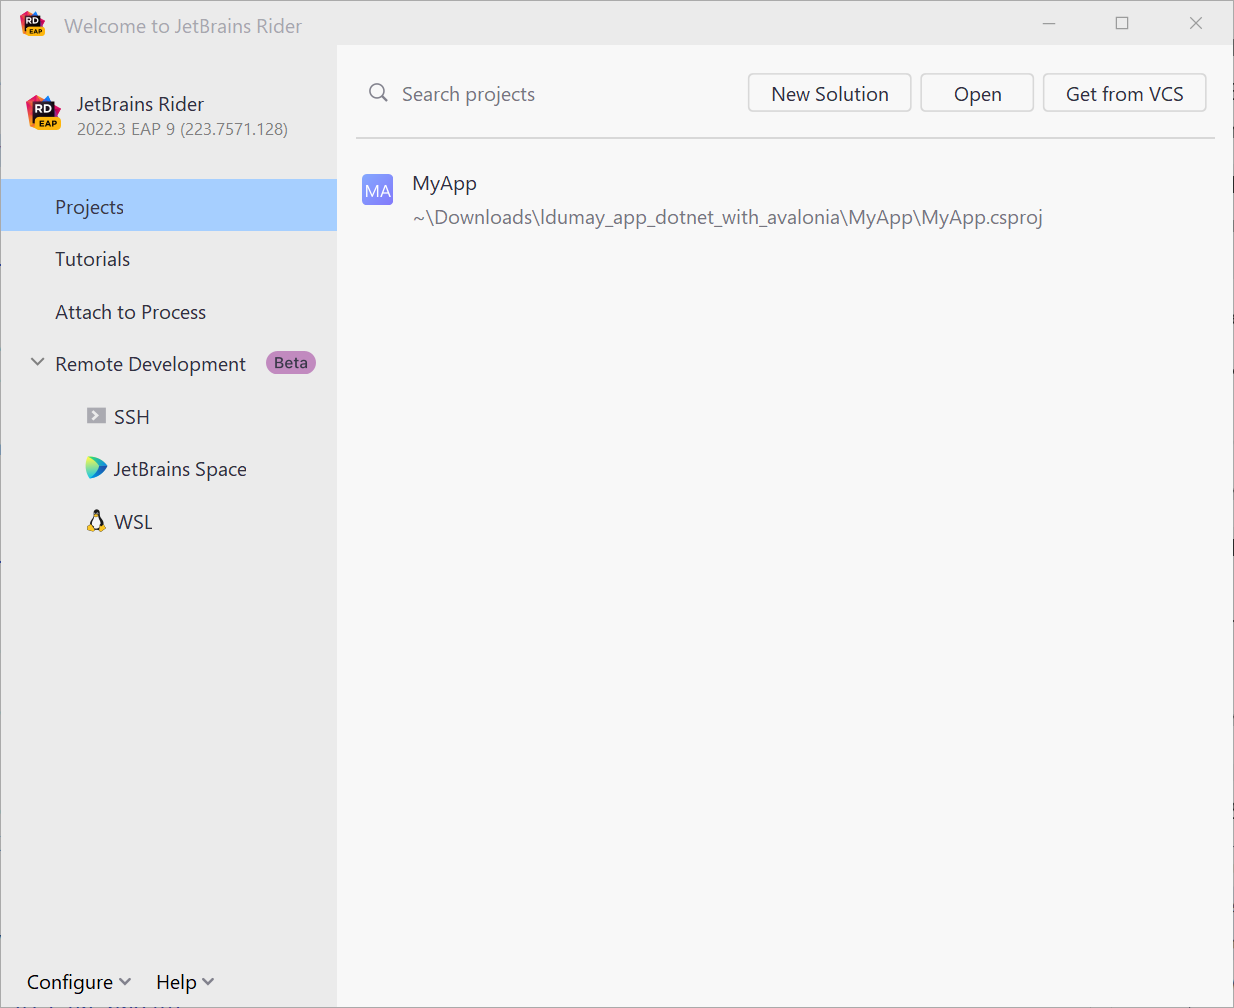 Welcome to JetBrains Rider
RD
EAP
JetBrains Rider
2022.3 EAP 9 (223.7571.128)
RD
EAP
Projects
Tutorials
Attach to Process
Remote Development Beta
SSH
JetBrains Space
WSL
Configure Help
Search projects New Solution Open Get from VCS
MA
MyApp
~\Downloads\ldumay_app_dotnet_with_avalonia\MyApp\MyApp.csproj